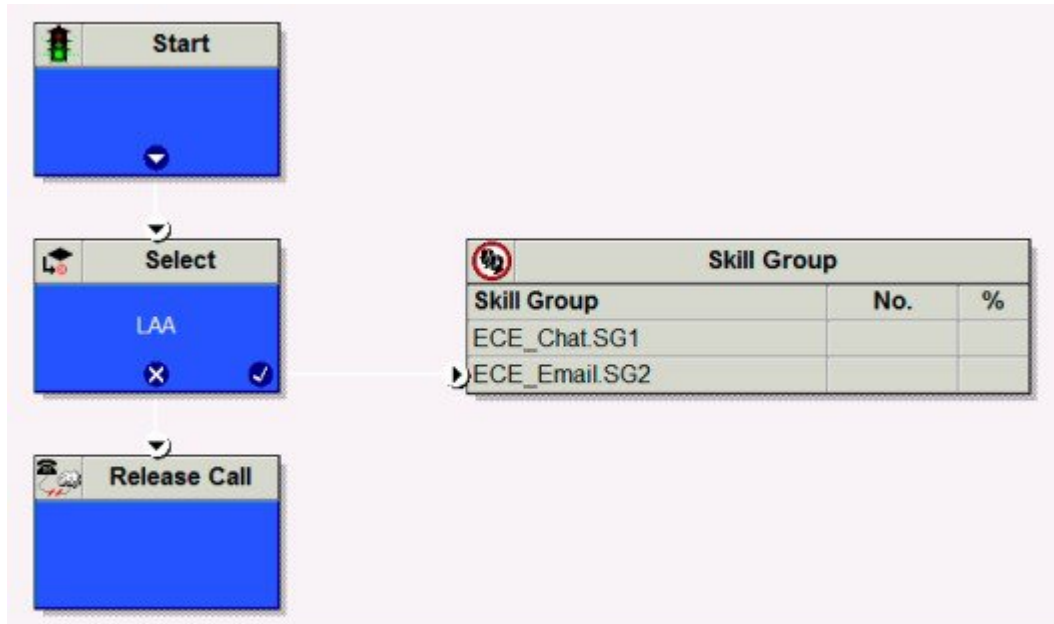 Start
Select
LAA
Skill Group
Skill Group No. %
ECE_Chat.SG1
ECE_Email.SG2
Release Call